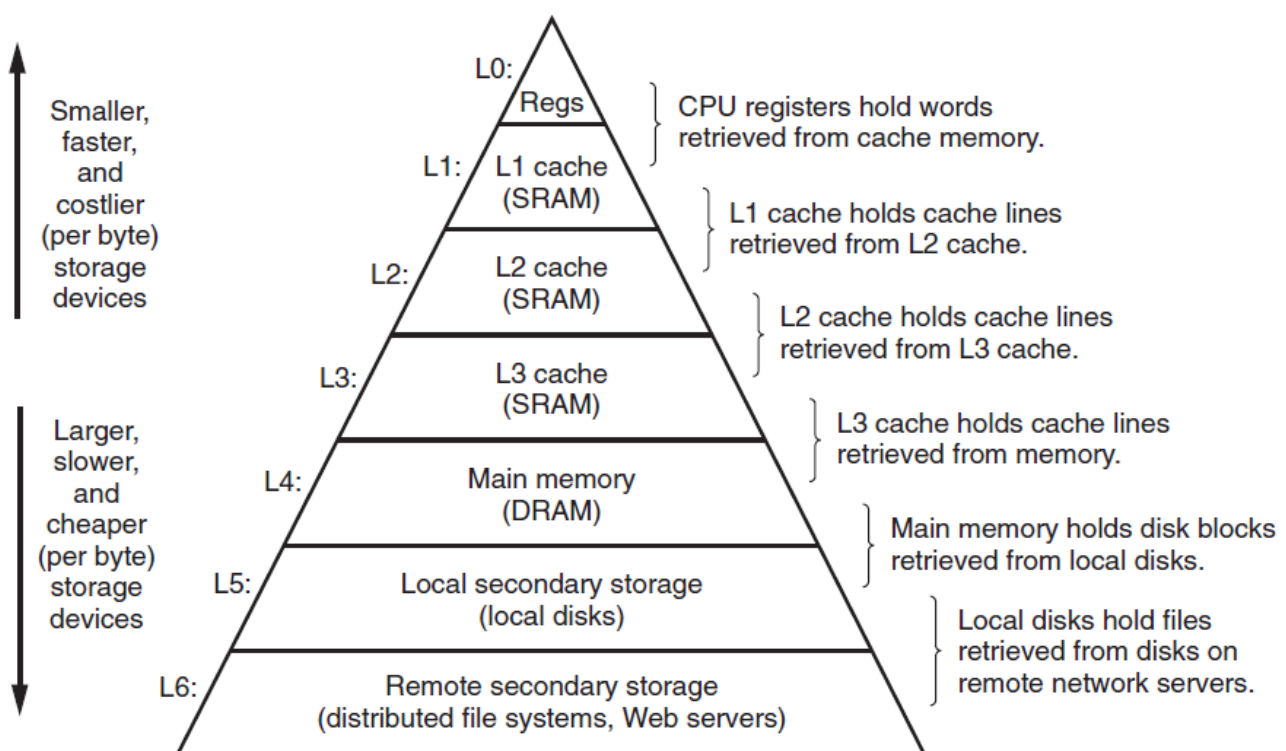 Smaller,
faster,
and
costlier
(per byte)
storage
devices
Larger,
slower,
and
cheaper
(per byte)
storage
devices
L0:
Regs
CPU registers hold words
retrieved from cache memory.
L1:
L1 cache
(SRAM)
L1 cache holds cache lines
retrieved from L2 cache.
L2:
L2 cache
(SRAM)
L2 cache holds cache lines
retrieved from L3 cache.
L3:
L3 cache
(SRAM)
L3 cache holds cache lines
retrieved from memory.
L4:
Main memory
(DRAM)
Main memory holds disk blocks
retrieved from local disks.
L5:
Local secondary storage
(local disks)
Local disks hold files
retrieved from disks on
remote network servers.
L6:
Remote secondary storage
(distributed file systems, Web servers)